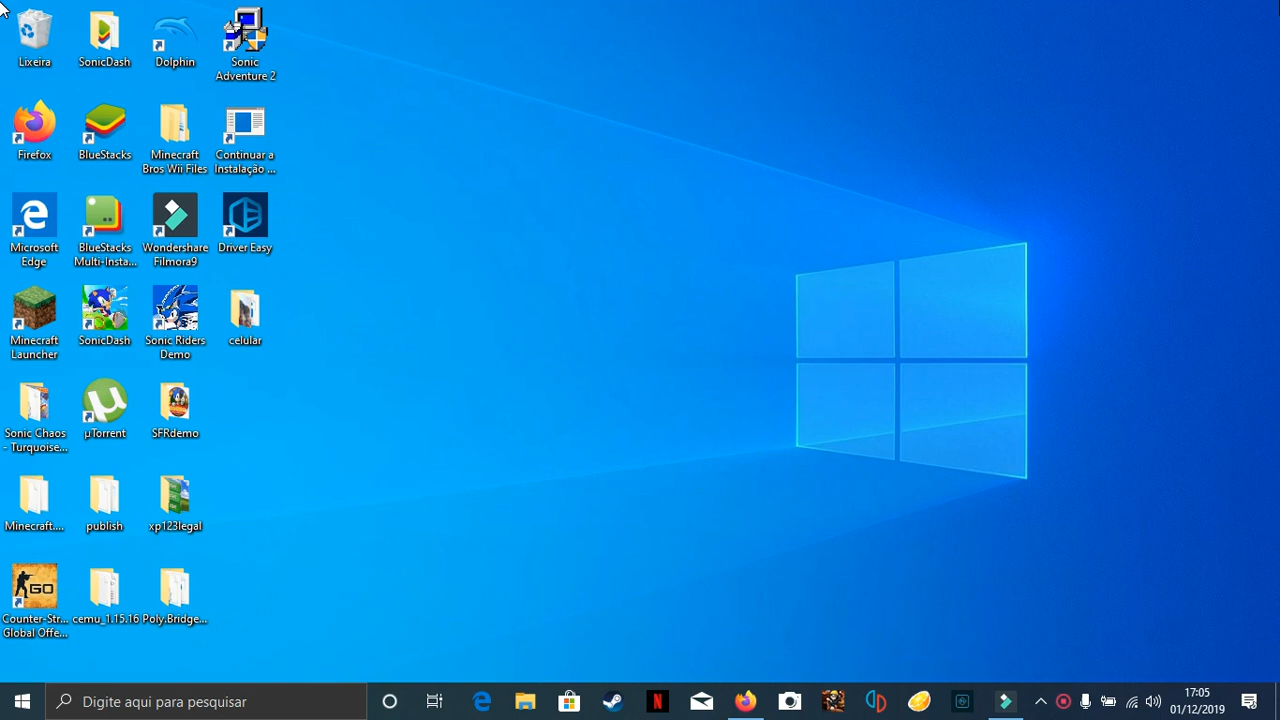 Lixeira
SonicDash
Dolphin
Sonic
Adventure 2
Firefox
BlueStacks
Minecraft
Bros Wii Files
Continuar a
Instalação ...
Microsoft
Edge
BlueStacks
Multi-Insta...
Wondershare
Filmora9
Driver Easy
Minecraft
Launcher
SonicDash
Sonic Riders
Demo
celular
Sonic Chaos
- Turquoise...
µTorrent
SFRdemo
Minecraft....
publish
xp123legal
GO
Counter-Str...
Global Offe...
cemu_1.15.16
Poly.Bridge...
Digite aqui para pesquisar
17:05
01/12/2019